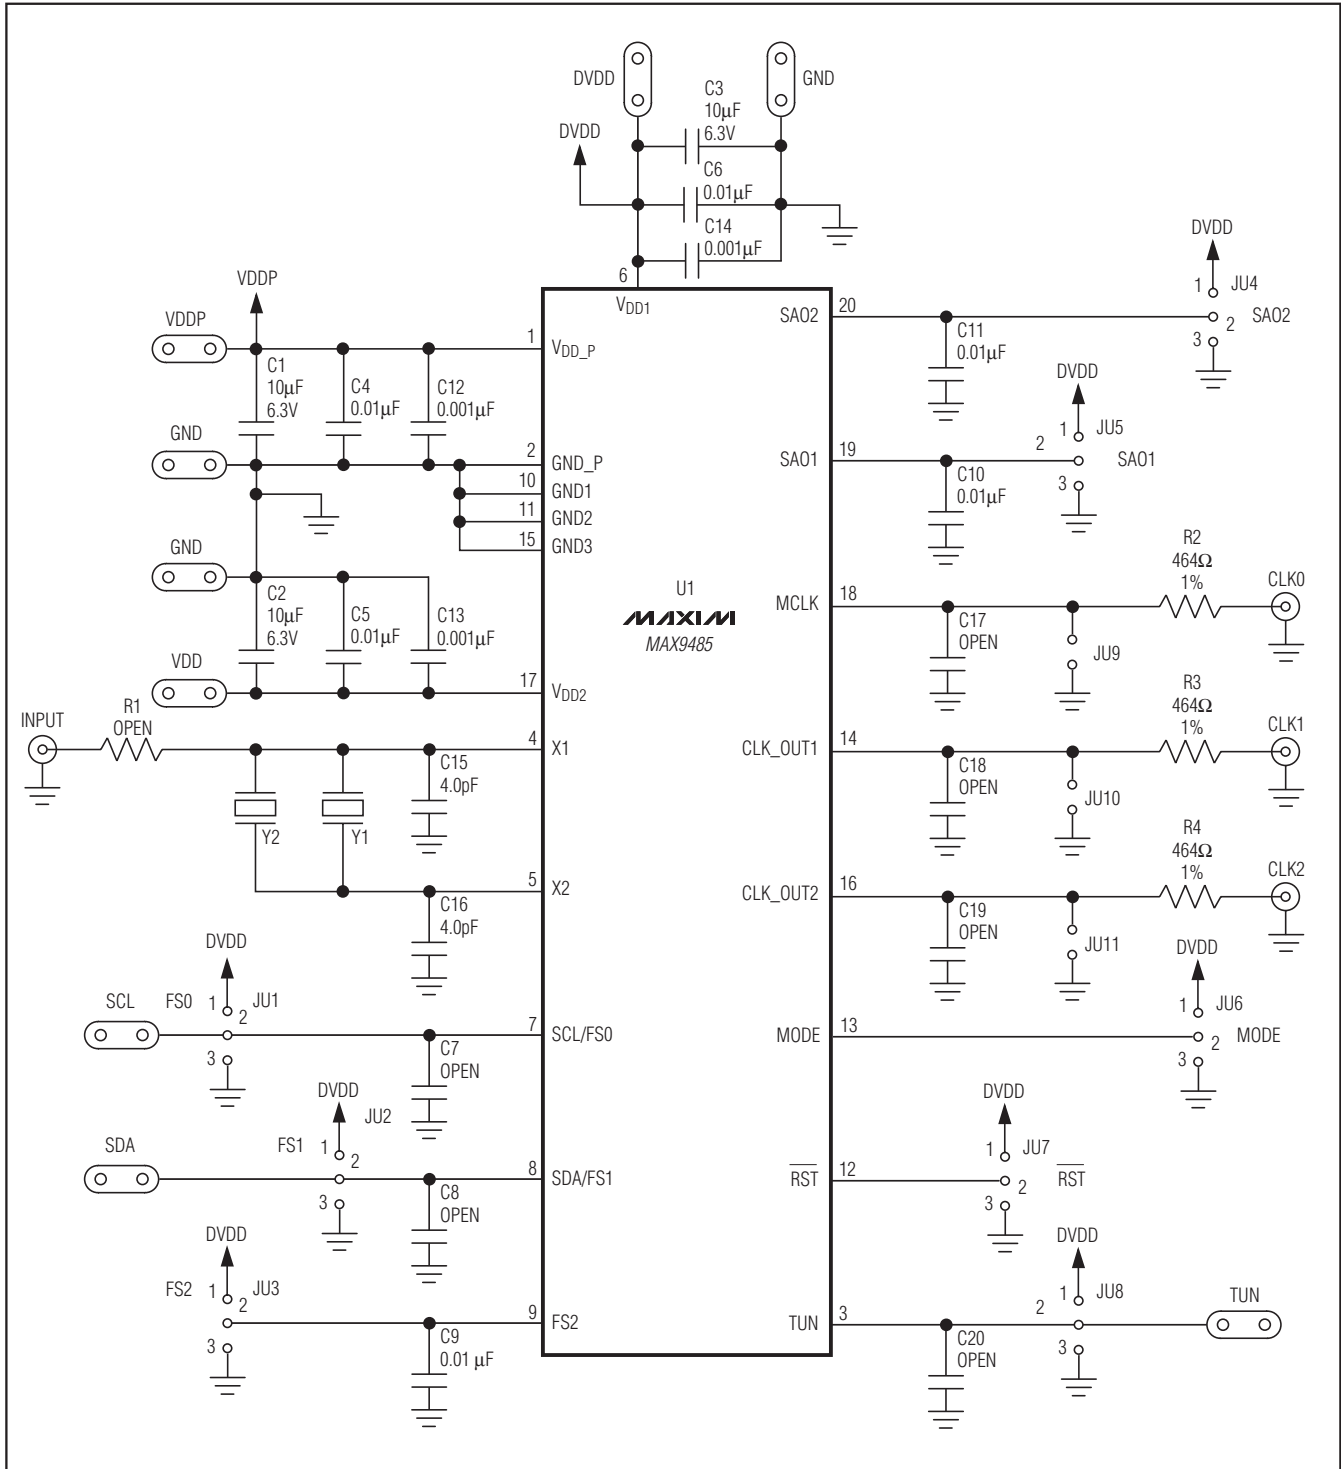 DVDD
GND
C3
10µF
6.3V
DVDD
C6
0.01µF
C14
0.001µF
6
VDD1
VDDP
VDDP
1
VDD_P
C1
10µF
6.3V
C4
0.01µF
C12
0.001µF
GND
2
GND_P
10
GND1
11
GND2
15
GND3
GND
C2
10µF
6.3V
C5
0.01µF
C13
0.001µF
VDD
17
VDD2
INPUT
R1
OPEN
4
X1
C15
4.0pF
Y2
Y1
5
X2
C16
4.0pF
DVDD
SCL
FS0
1
2
JU1
3
7
SCL/FS0
C7
OPEN
DVDD
JU2
SDA
FS1
1
2
3
8
SDA/FS1
C8
OPEN
DVDD
FS2
1
2
JU3
3
9
FS2
C9
0.01 µF
U1
MAXIM
MAX9485
SAO2
20
C11
0.01µF
DVDD
1
JU4
2
SAO2
3
SAO1
19
C10
0.01µF
DVDD
1
JU5
2
SAO1
3
MCLK
18
C17
OPEN
JU9
R2
464Ω
1%
CLK0
CLK_OUT1
14
C18
OPEN
JU10
R3
464Ω
1%
CLK1
CLK_OUT2
16
C19
OPEN
JU11
R4
464Ω
1%
CLK2
MODE
13
DVDD
1
JU6
2
MODE
3
RST
12
DVDD
1
JU7
2
RST
3
TUN
3
C20
OPEN
DVDD
1
JU8
2
3
TUN